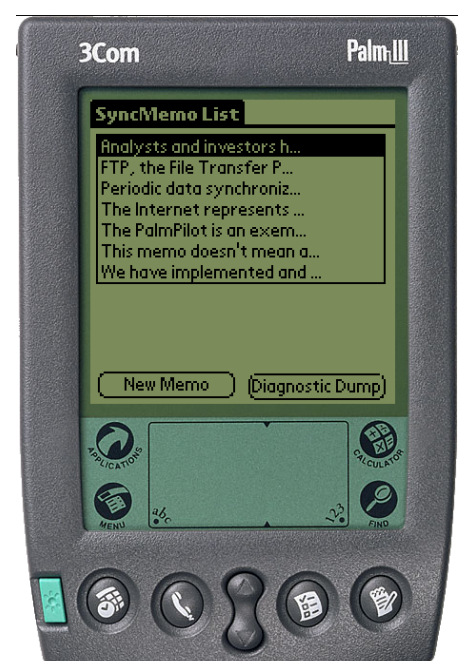 3Com Palm III
SyncMemo List
Analysts and investors h...
FTP, the File Transfer P...
Periodic data synchroniz...
The Internet represents ...
The PalmPilot is an exem...
This memo doesn't mean a...
We have implemented and ...
New Memo (Diagnostic Dump)
APPLICATIONS CALCULATOR
MENU abc 123 FIND